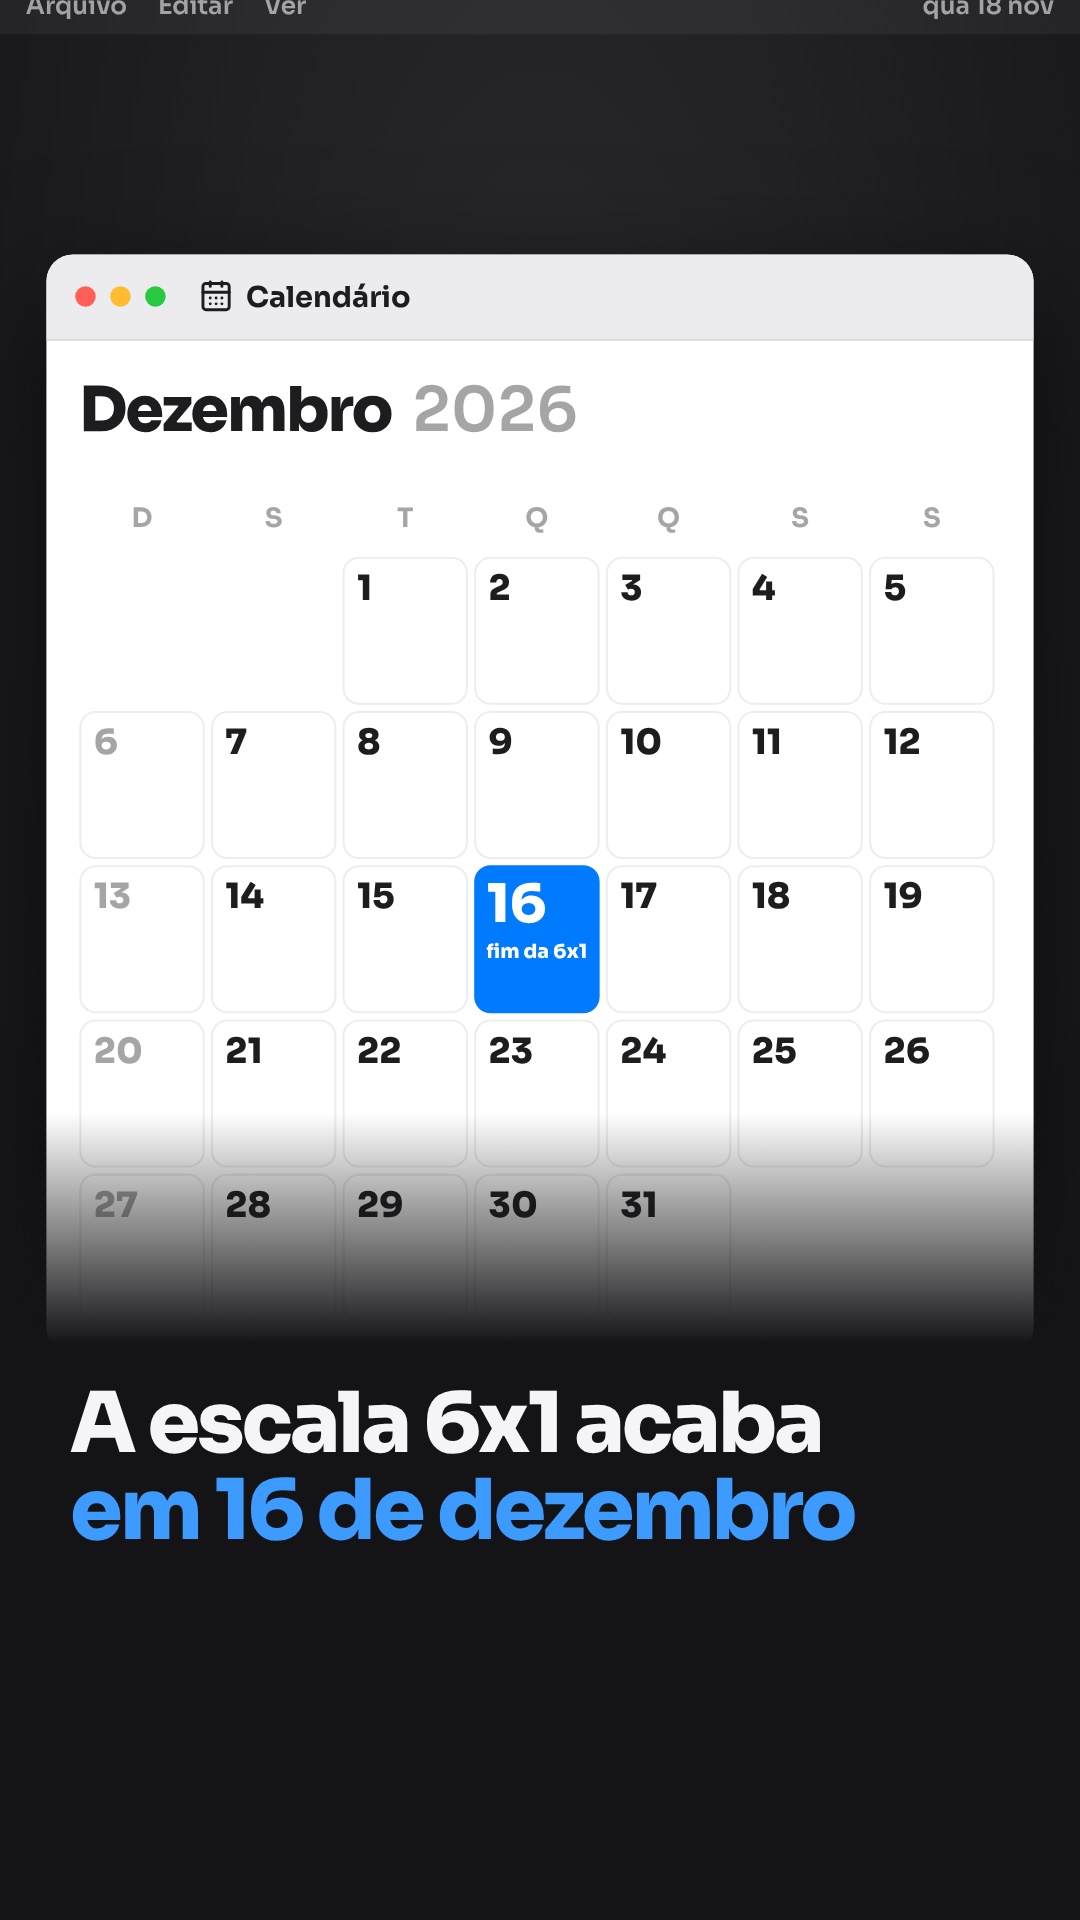 Arquivo Editar Ver qua 18 nov
Calendário
Dezembro 2026
D S T Q Q S S
1 2 3 4 5
6 7 8 9 10 11 12
13 14 15 16 17 18 19
fim da 6x1
20 21 22 23 24 25 26
27 28 29 30 31
A escala 6x1 acaba
em 16 de dezembro